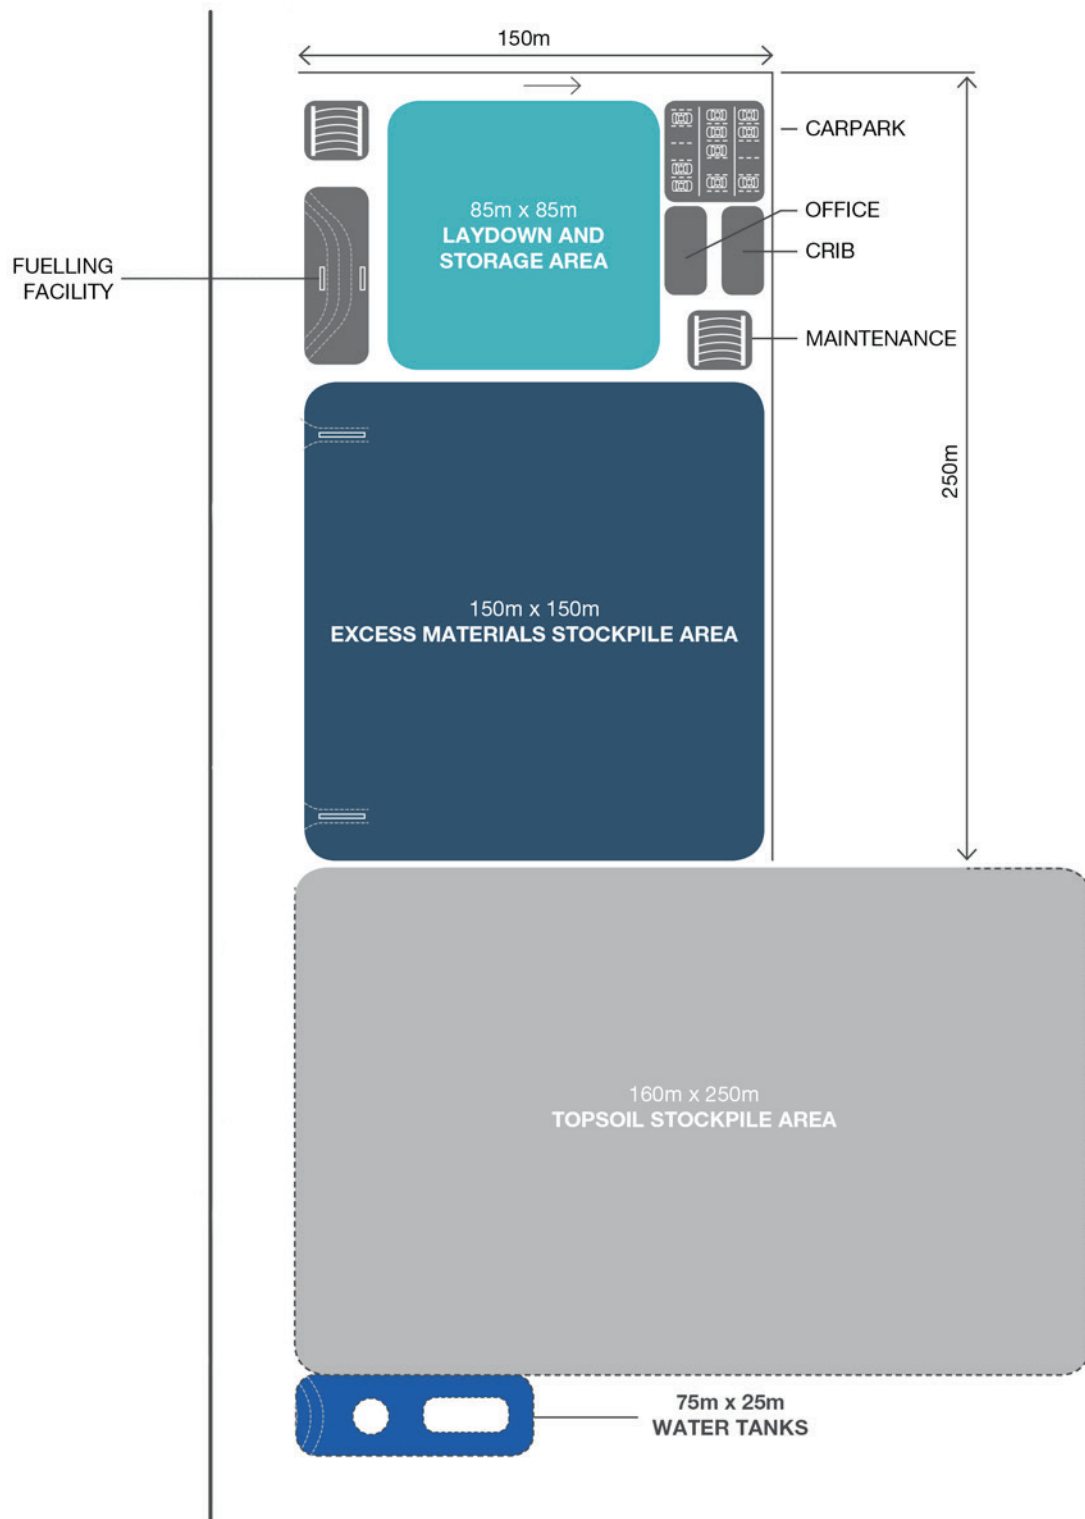 150m
CARPARK
OFFICE
CRIB
85m x 85m
LAYDOWN AND
STORAGE AREA
FUELLING
FACILITY
MAINTENANCE
250m
150m x 150m
EXCESS MATERIALS STOCKPILE AREA
160m x 250m
TOPSOIL STOCKPILE AREA
75m x 25m
WATER TANKS